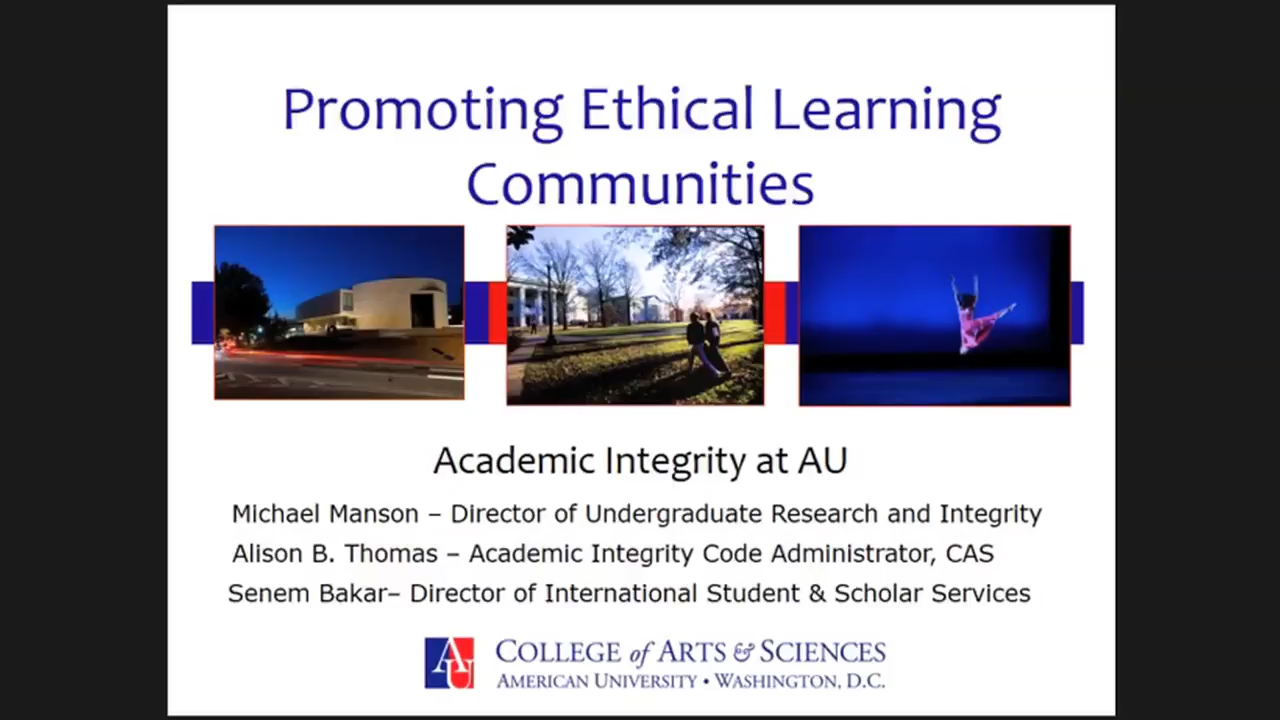 Promoting Ethical Learning
Communities
Academic Integrity at AU
Michael Manson – Director of Undergraduate Research and Integrity
Alison B. Thomas – Academic Integrity Code Administrator, CAS
Senem Bakar– Director of International Student & Scholar Services
AU
COLLEGE of ARTS & SCIENCES
AMERICAN UNIVERSITY • WASHINGTON, D.C.